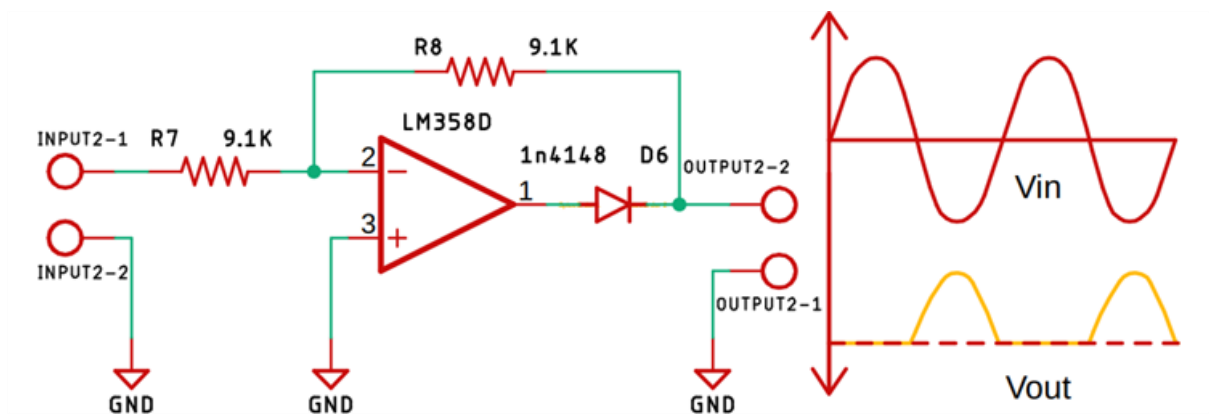 R8 9.1K
LM358D
INPUT2-1 R7 9.1K
2
1n4148 D6 OUTPUT2-2
1
3
INPUT2-2
OUTPUT2-1
GND GND GND
Vin
Vout